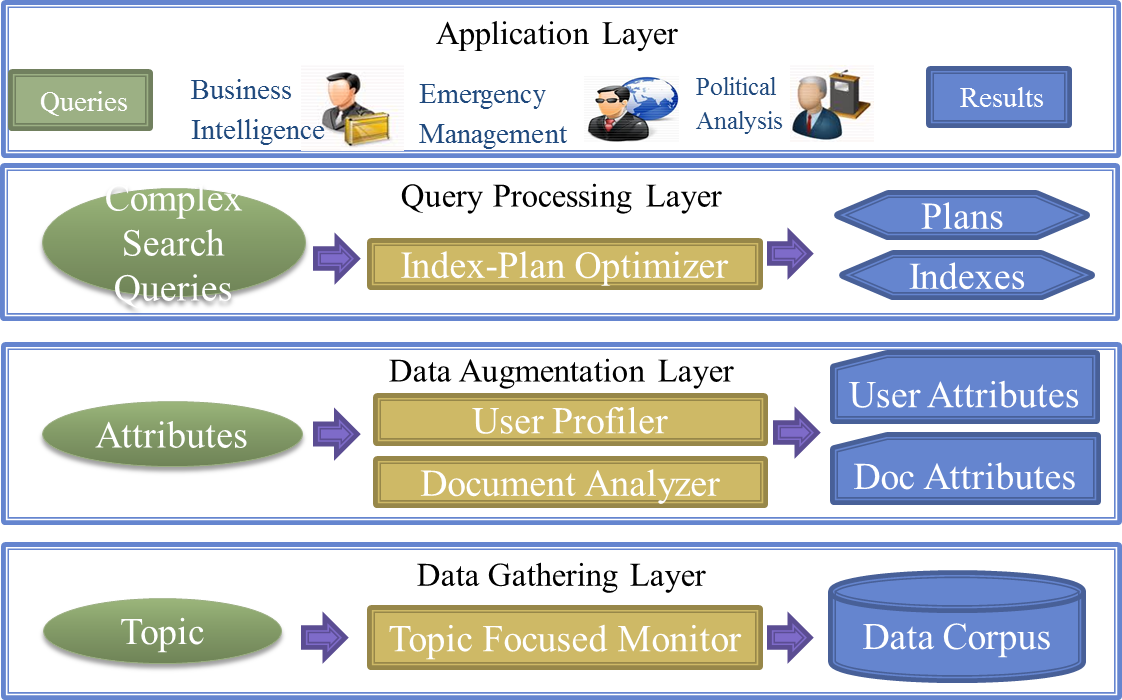 Application Layer
Queries
Business
Intelligence
Emergency
Management
Political
Analysis
Results
Query Processing Layer
Complex
Search
Queries
Index-Plan Optimizer
Plans
Indexes
Data Augmentation Layer
Attributes
User Profiler
Document Analyzer
User Attributes
Doc Attributes
Data Gathering Layer
Topic
Topic Focused Monitor
Data Corpus